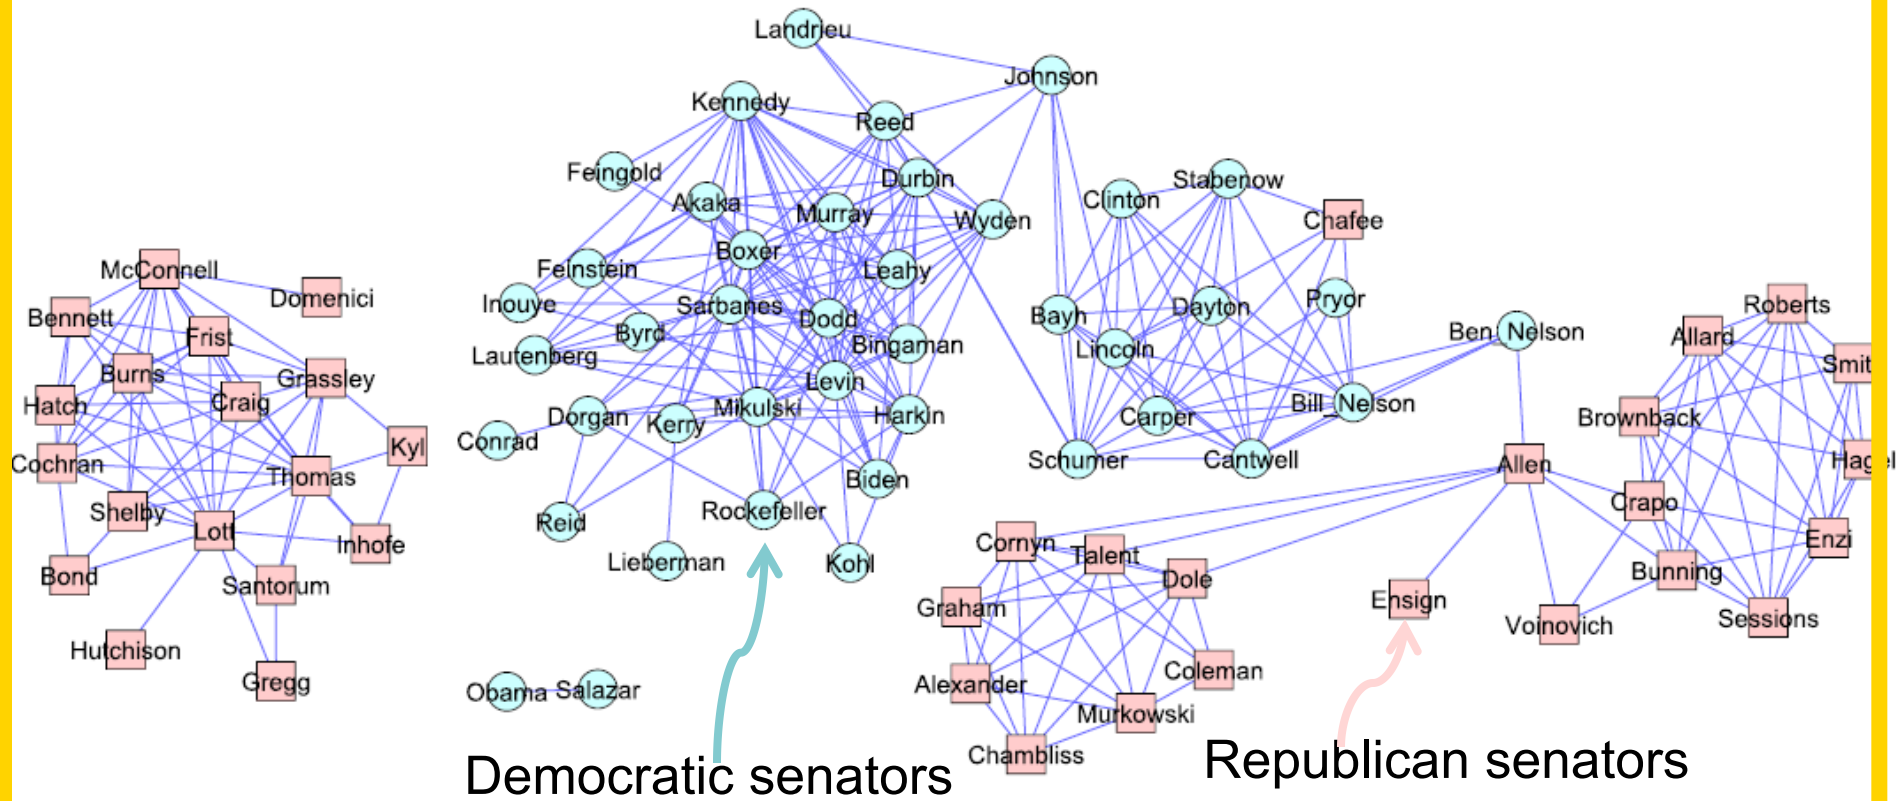 Landrieu
Johnson
Kennedy
Reed
Feingold
Durbin
Stabenow
Akaka
Clinton
Murray
Wyden
Chafee
Boxer
McConnell
Feinstein
Leahy
Domenici
Inouye
Sarbanes
Dayton
Pryor
Roberts
Bennett
Bayh
Dodd
Byrd
Ben_Nelson
Frist
Allard
Bingaman
Lautenberg
Lincoln
Smit
Burns
Grassley
Levin
Hatch
Craig
Mikulski
Bill_Nelson
Dorgan
Harkin
Carper
Brownback
Kerry
Conrad
Kyl
Cochran
Schumer
Cantwell
Allen
Hagel
Thomas
Biden
Crapo
Shelby
Rockefeller
Reid
Lott
Inhofe
Cornyn
Enzi
Talent
Lieberman
Kohl
Bunning
Bond
Dole
Santorum
Ensign
Graham
Sessions
Voinovich
Hutchison
Coleman
Gregg
Alexander
Obama
Salazar
Murkowski
Chambliss
Republican senators
Democratic senators